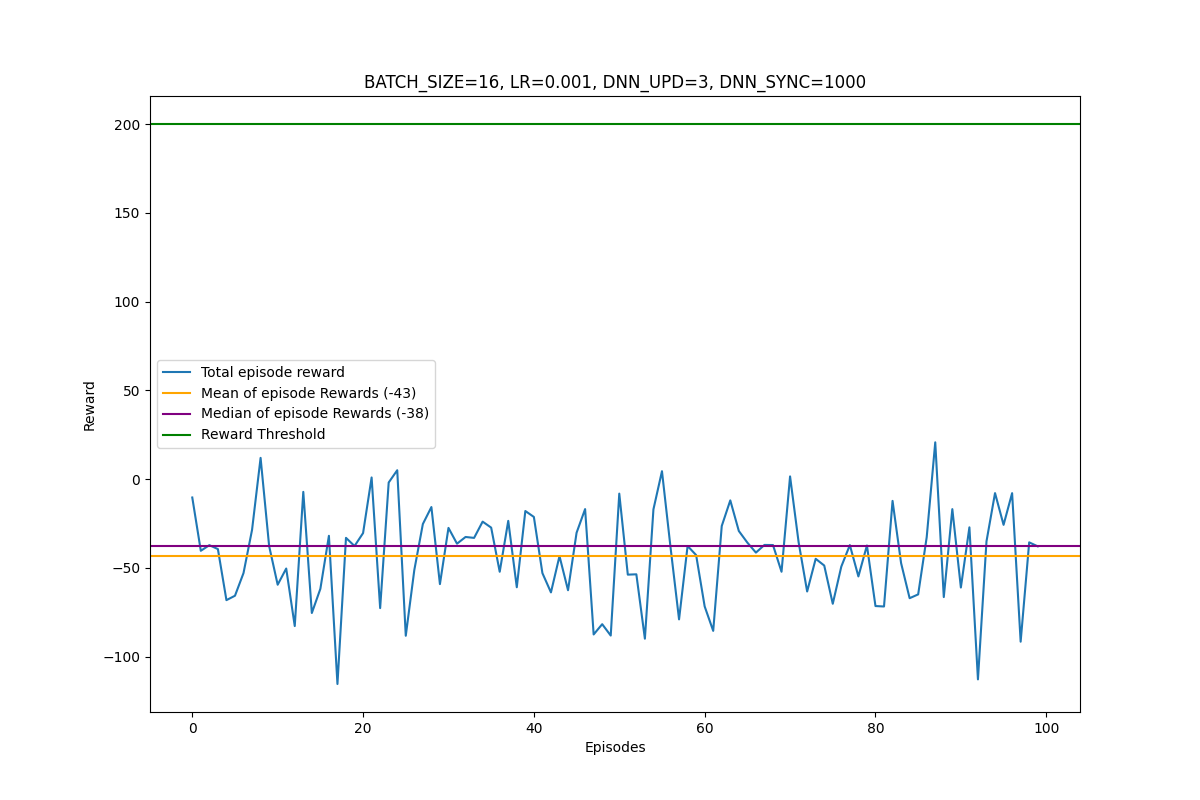 BATCH_SIZE=16, LR=0.001, DNN_UPD=3, DNN_SYNC=1000
200
150
100
50
0
−50
−100
Reward
Total episode reward
Mean of episode Rewards (-43)
Median of episode Rewards (-38)
Reward Threshold
0 20 40 60 80 100
Episodes